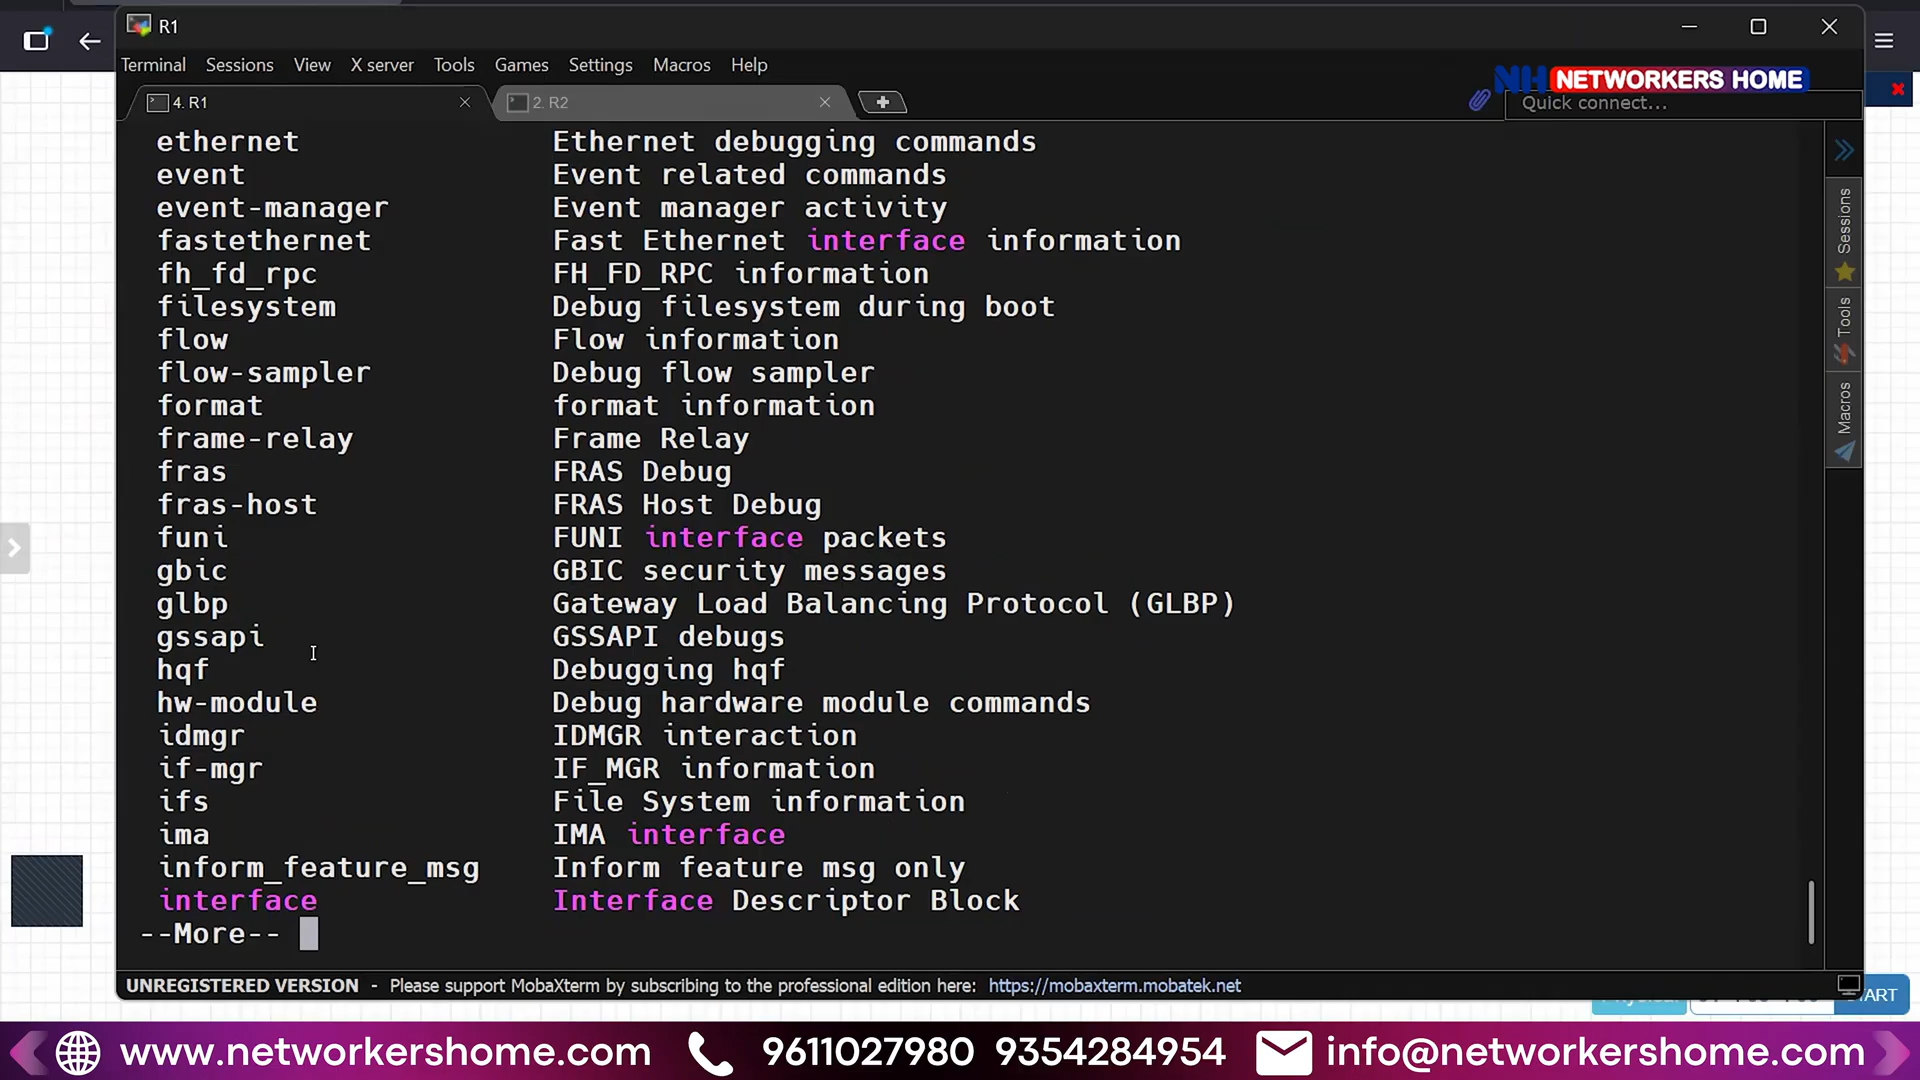 R1
Terminal Sessions View X server Tools Games Settings Macros Help
NH NETWORKERS HOME
4. R1 2. R2 Quick connect...
ethernet Ethernet debugging commands
event Event related commands
event-manager Event manager activity
fastethernet Fast Ethernet interface information
fh_fd_rpc FH_FD_RPC information
filesystem Debug filesystem during boot
flow Flow information
flow-sampler Debug flow sampler
format format information
frame-relay Frame Relay
fras FRAS Debug
fras-host FRAS Host Debug
funi FUNI interface packets
gbic GBIC security messages
glbp Gateway Load Balancing Protocol (GLBP)
gssapi GSSAPI debugs
hqf Debugging hqf
hw-module Debug hardware module commands
idmgr IDMGR interaction
if-mgr IF_MGR information
ifs File System information
ima IMA interface
inform_feature_msg Inform feature msg only
interface Interface Descriptor Block
--More--
Sessions
Tools
Macros
UNREGISTERED VERSION - Please support MobaXterm by subscribing to the professional edition here: https://mobaxterm.mobatek.net
www.networkershome.com 9611027980 9354284954 info@networkershome.com